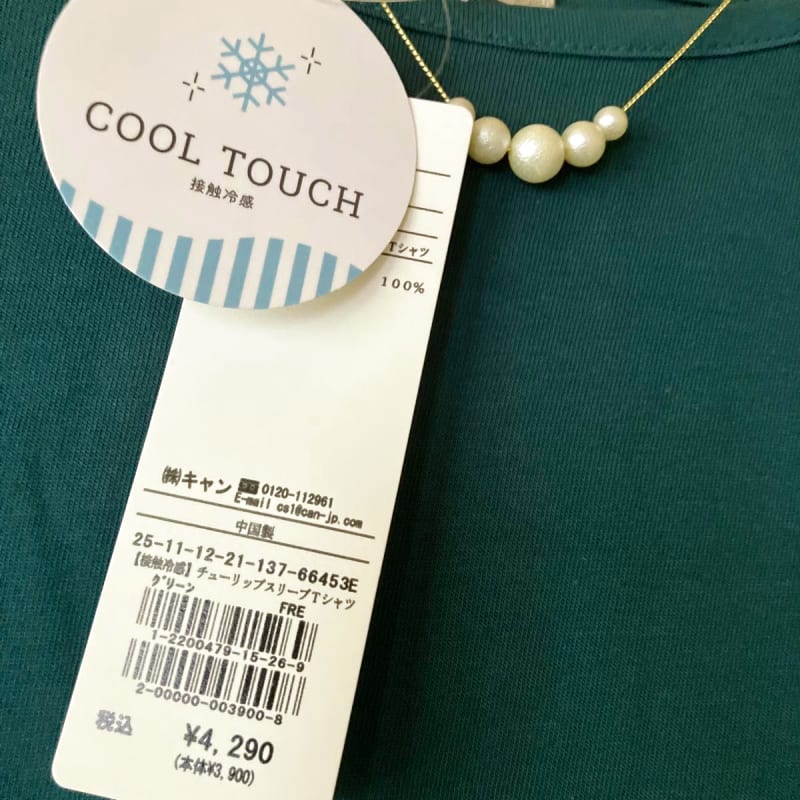 COOL TOUCH
接触冷感
Tシャツ
100%
㈱キャン 0120-112961
E-mail cs1@can-jp.com
中国製
25-11-12-21-137-66453E
【接触冷感】チューリップスリーブTシャツ
グリーン
FRE
1-2200479-15-26-9
2-00000-003900-8
税込 ¥4,290
(本体¥3,900)